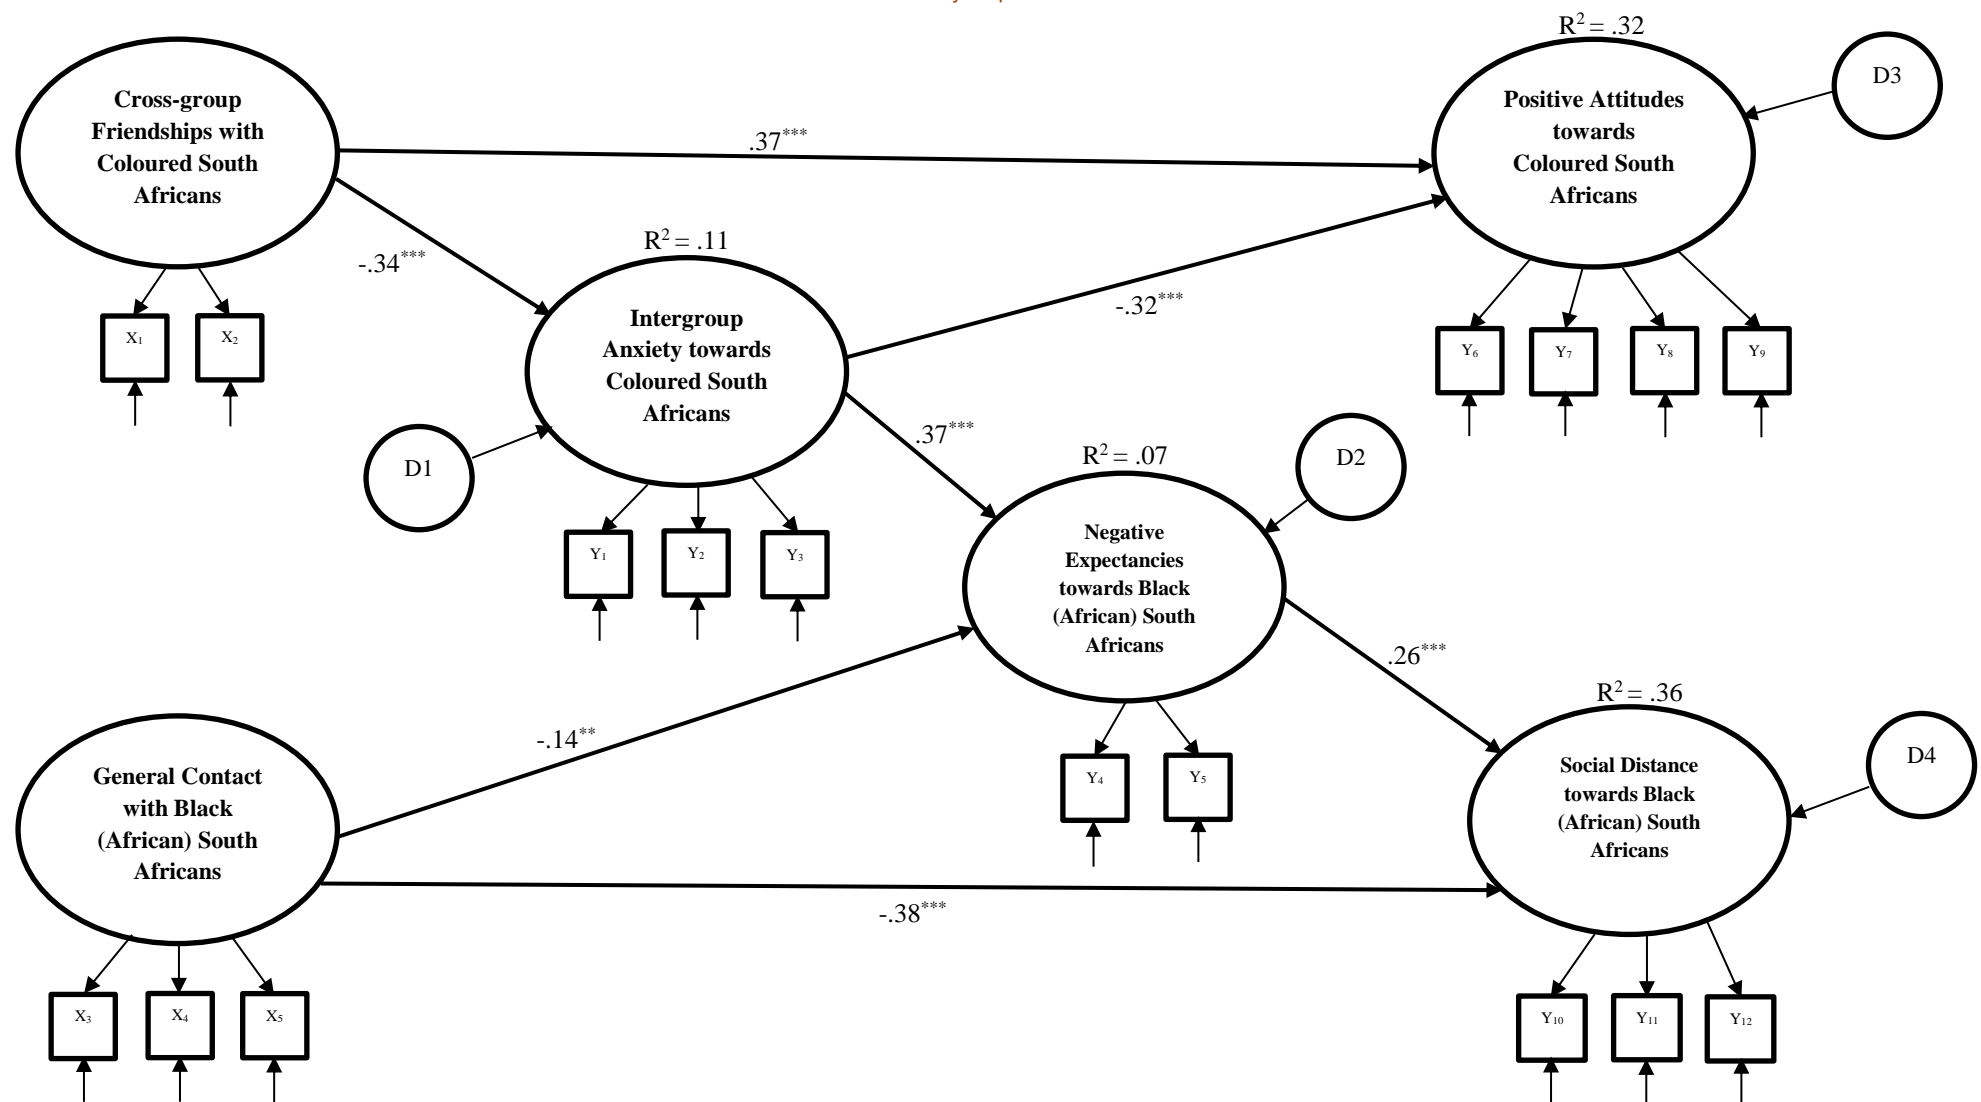 R² = .32
Cross-group
Friendships with
Coloured South
Africans
Positive Attitudes
towards
Coloured South
Africans
D3
.37***
-.34***
R² = .11
-.32***
X₁
X₂
Intergroup
Anxiety towards
Coloured South
Africans
Y₆
Y₇
Y₈
Y₉
D1
.37***
R² = .07
D2
Y₁
Y₂
Y₃
Negative
Expectancies
towards Black
(African) South
Africans
.26***
R² = .36
-.14**
General Contact
with Black
(African) South
Africans
Y₄
Y₅
Social Distance
towards Black
(African) South
Africans
D4
-.38***
X₃
X₄
X₅
Y₁₀
Y₁₁
Y₁₂